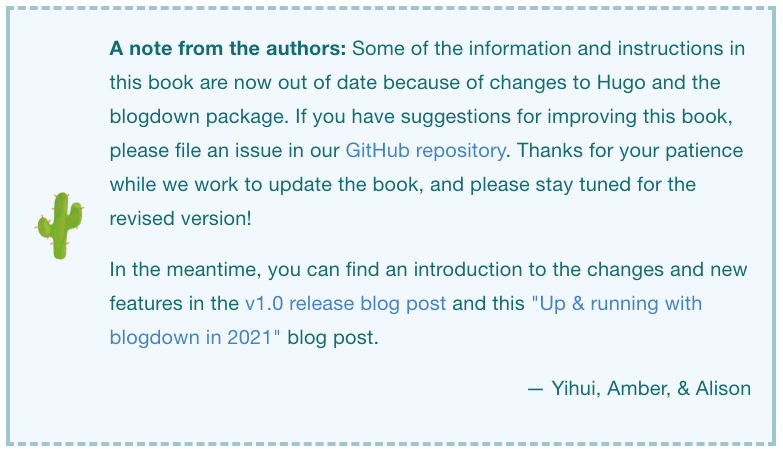 A note from the authors: Some of the information and instructions in
this book are now out of date because of changes to Hugo and the
blogdown package. If you have suggestions for improving this book,
please file an issue in our GitHub repository. Thanks for your patience
while we work to update the book, and please stay tuned for the
revised version!
In the meantime, you can find an introduction to the changes and new
features in the v1.0 release blog post and this "Up & running with
blogdown in 2021" blog post.
— Yihui, Amber, & Alison